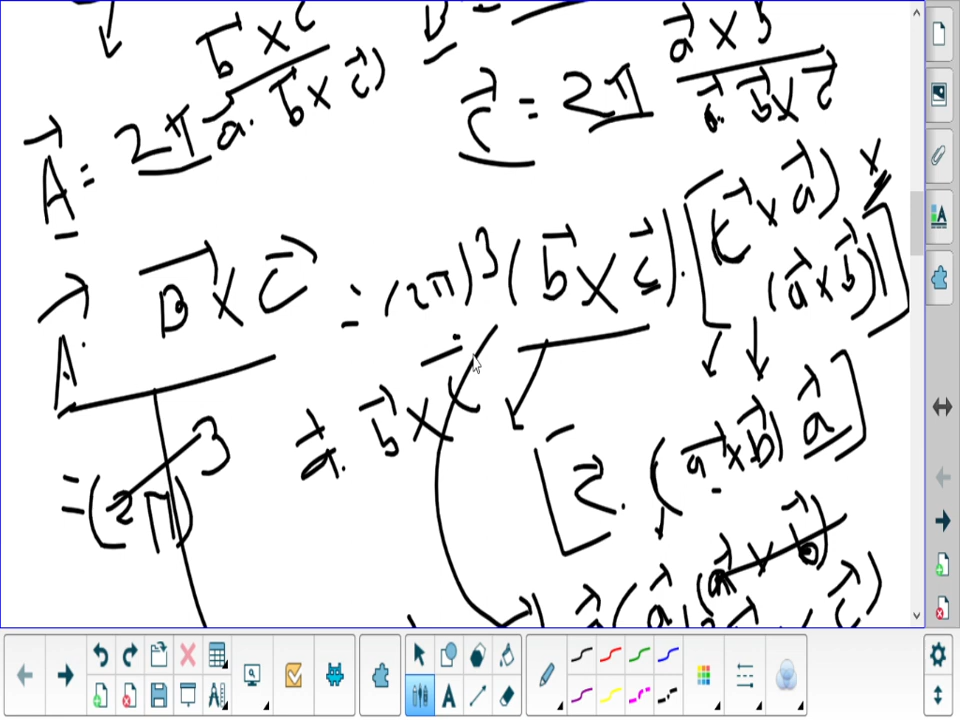 A⃗ = 2π (b⃗ × c⃗) / (a⃗ . b⃗ × c⃗)
c⃗ = 2π (a⃗ × b⃗) / (a⃗ . b⃗ × c⃗)
A⃗ . B⃗ × C⃗ = (2π)^3 (b⃗ × c⃗) . [(c⃗ × a⃗) ×
(a⃗ × b⃗)]
= (2π)^3
a⃗ . b⃗ × c⃗
[c⃗ . (a⃗ × b⃗) a⃗]
(a⃗ × b⃗)
A